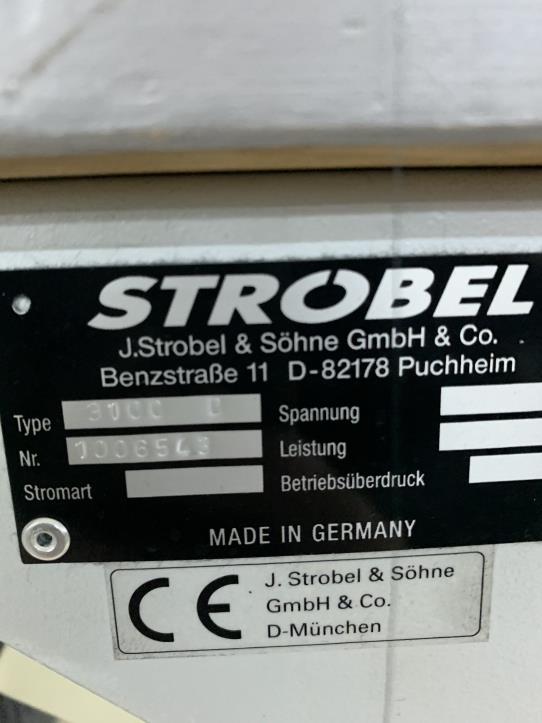 STROBEL
J.Strobel & Söhne GmbH & Co.
Benzstraße 11 D-82178 Puchheim
Type Spannung
Nr. 1006543 Leistung
Stromart Betriebsüberdruck
MADE IN GERMANY
CE J. Strobel & Söhne
GmbH & Co.
D-München